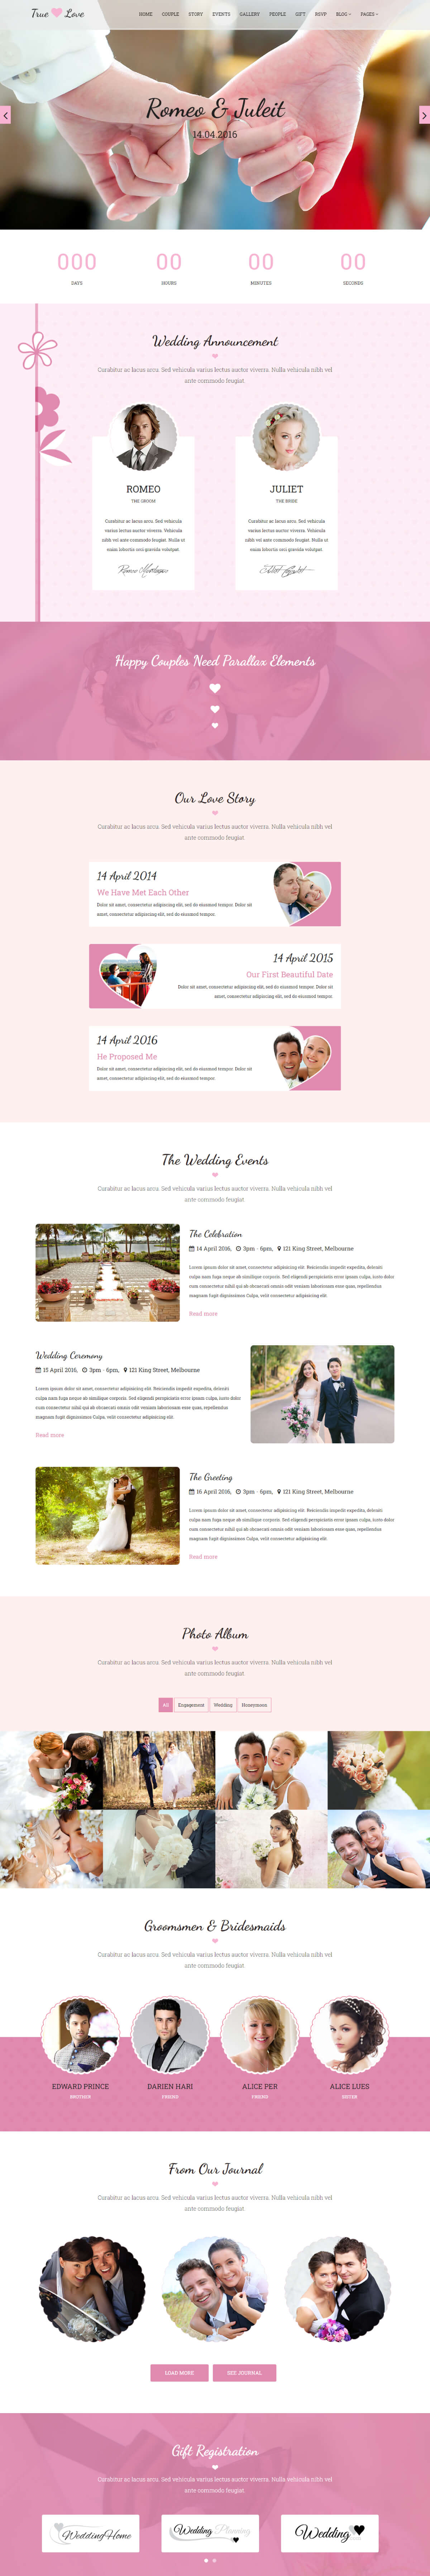 True Love
HOME COUPLE STORY EVENTS GALLERY PEOPLE GIFT RSVP BLOG PAGES
Romeo & Juleit
14.04.2016
000 00 00 00
DAYS HOURS MINUTES SECONDS
Wedding Announcement
Curabitur ac lacus arcu. Sed vehicula varius lectus auctor viverra. Nulla vehicula nibh vel
ante commodo feugiat.
ROMEO
THE GROOM
Curabitur ac lacus arcu. Sed vehicula
varius lectus auctor viverra. Vehicula
nibh vel ante commodo feugiat. Nulla ut
enim lobortis orci gravida volutpat.
JULIET
THE BRIDE
Curabitur ac lacus arcu. Sed vehicula
varius lectus auctor viverra. Vehicula
nibh vel ante commodo feugiat. Nulla ut
enim lobortis orci gravida volutpat.
Happy Couples Need Parallax Elements
Our Love Story
Curabitur ac lacus arcu. Sed vehicula varius lectus auctor viverra. Nulla vehicula nibh vel
ante commodo feugiat.
14 April 2014
We Have Met Each Other
Dolor sit amet, consectetur adipisicing elit, sed do eiusmod tempor. Dolor sit
amet, consectetur adipisicing elit, sed do eiusmod tempor.
14 April 2015
Our First Beautiful Date
Dolor sit amet, consectetur adipisicing elit, sed do eiusmod tempor. Dolor sit
amet, consectetur adipisicing elit, sed do eiusmod tempor.
14 April 2016
He Proposed Me
Dolor sit amet, consectetur adipisicing elit, sed do eiusmod tempor. Dolor sit
amet, consectetur adipisicing elit, sed do eiusmod tempor.
The Wedding Events
Curabitur ac lacus arcu. Sed vehicula varius lectus auctor viverra. Nulla vehicula nibh vel
ante commodo feugiat.
The Celebration
14 April 2016, 3pm - 6pm, 121 King Street, Melbourne
Lorem ipsum dolor sit amet, consectetur adipisicing elit. Reiciendis impedit expedita, deleniti
culpa nam fuga neque ab similique corporis. Sed eligendi perspiciatis error ipsam culpa, iusto dolor
cum consectetur nihil qui ab obcaecati omnis odit veniam laboriosam esse quas, repellendus
magnam fugit dignissimos Culpa, velit consectetur adipisicing elit.
Read more
Wedding Ceremony
15 April 2016, 3pm - 6pm, 121 King Street, Melbourne
Lorem ipsum dolor sit amet, consectetur adipisicing elit. Reiciendis impedit expedita, deleniti
culpa nam fuga neque ab similique corporis. Sed eligendi perspiciatis error ipsam culpa, iusto dolor
cum consectetur nihil qui ab obcaecati omnis odit veniam laboriosam esse quas, repellendus
magnam fugit dignissimos Culpa, velit consectetur adipisicing elit.
Read more
The Greeting
16 April 2016, 3pm - 6pm, 121 King Street, Melbourne
Lorem ipsum dolor sit amet, consectetur adipisicing elit. Reiciendis impedit expedita, deleniti
culpa nam fuga neque ab similique corporis. Sed eligendi perspiciatis error ipsam culpa, iusto dolor
cum consectetur nihil qui ab obcaecati omnis odit veniam laboriosam esse quas, repellendus
magnam fugit dignissimos Culpa, velit consectetur adipisicing elit.
Read more
Photo Album
Curabitur ac lacus arcu. Sed vehicula varius lectus auctor viverra. Nulla vehicula nibh vel
ante commodo feugiat.
All Engagement Wedding Honeymoon
Groomsmen & Bridesmaids
Curabitur ac lacus arcu. Sed vehicula varius lectus auctor viverra. Nulla vehicula nibh vel
ante commodo feugiat.
EDWARD PRINCE DARIEN HARI ALICE PER ALICE LUES
BROTHER FRIEND FRIEND SISTER
From Our Journal
Curabitur ac lacus arcu. Sed vehicula varius lectus auctor viverra. Nulla vehicula nibh vel
ante commodo feugiat.
LOAD MORE SEE JOURNAL
Gift Registration
Curabitur ac lacus arcu. Sed vehicula varius lectus auctor viverra. Nulla vehicula nibh vel
ante commodo feugiat.
WeddingHome Wedding Planning Wedding